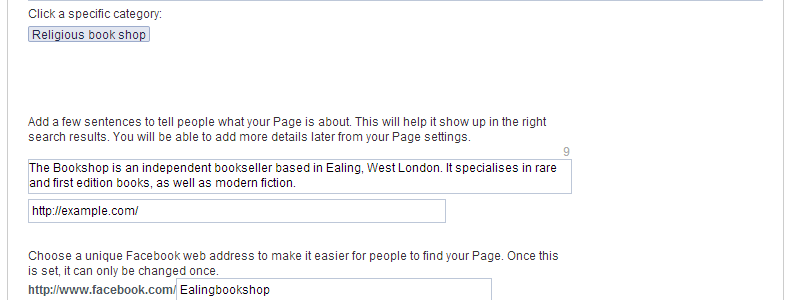 Click a specific category:
Religious book shop
Add a few sentences to tell people what your Page is about. This will help it show up in the right
search results. You will be able to add more details later from your Page settings.
9
The Bookshop is an independent bookseller based in Ealing, West London. It specialises in rare
and first edition books, as well as modern fiction.
http://example.com/
Choose a unique Facebook web address to make it easier for people to find your Page. Once this
is set, it can only be changed once.
http://www.facebook.com/Ealingbookshop